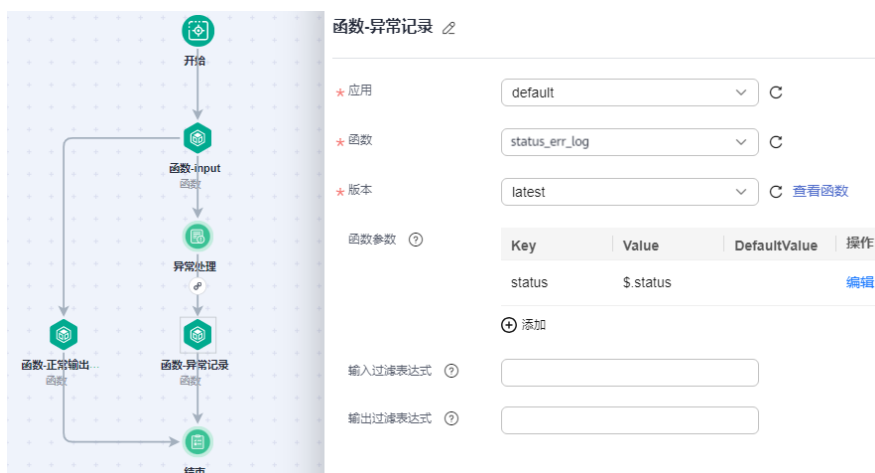 开始
函数-input
函数
异常处理
函数-正常输出...
函数
函数-异常记录
函数
结束
函数-异常记录
* 应用
default
* 函数
status_err_log
* 版本
latest
查看函数
函数参数 ?
Key Value DefaultValue 操作
status $.status 编辑
添加
输入过滤表达式 ?
输出过滤表达式 ?